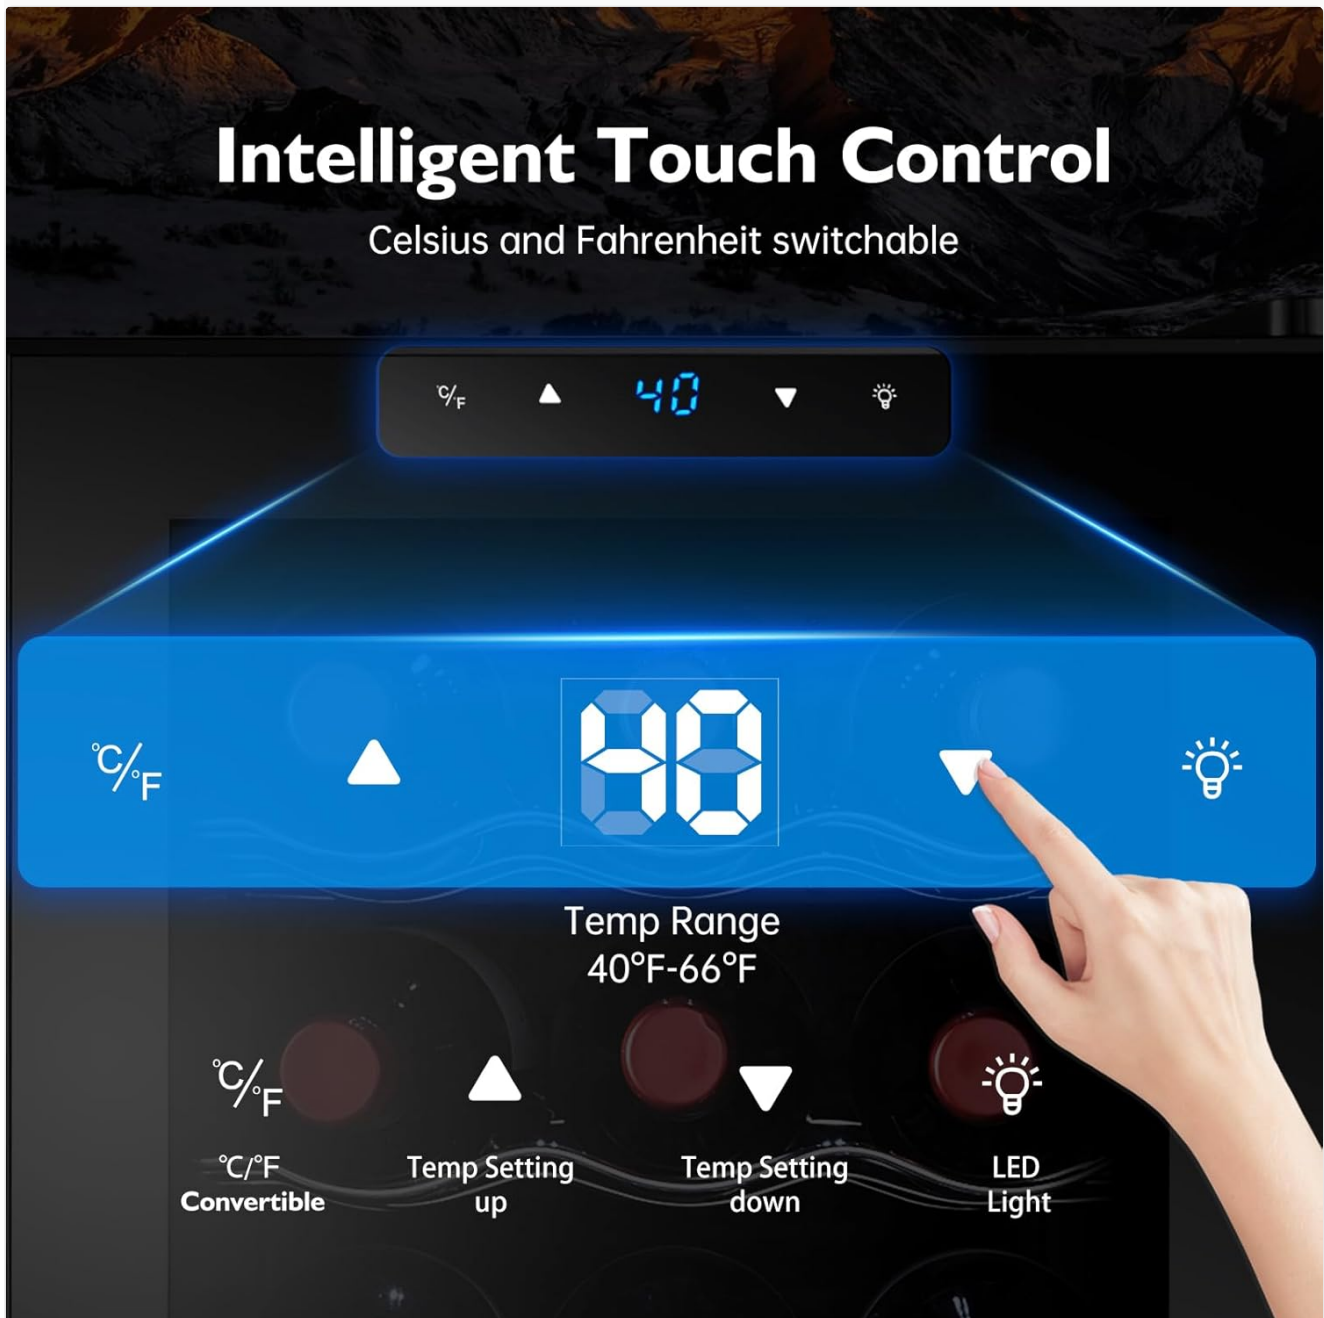 Intelligent Touch Control
Celsius and Fahrenheit switchable
°C/°F 40
°C/°F 40
Temp Range
40°F-66°F
°C/°F
°C/°F Temp Setting Temp Setting LED
Convertible up down Light